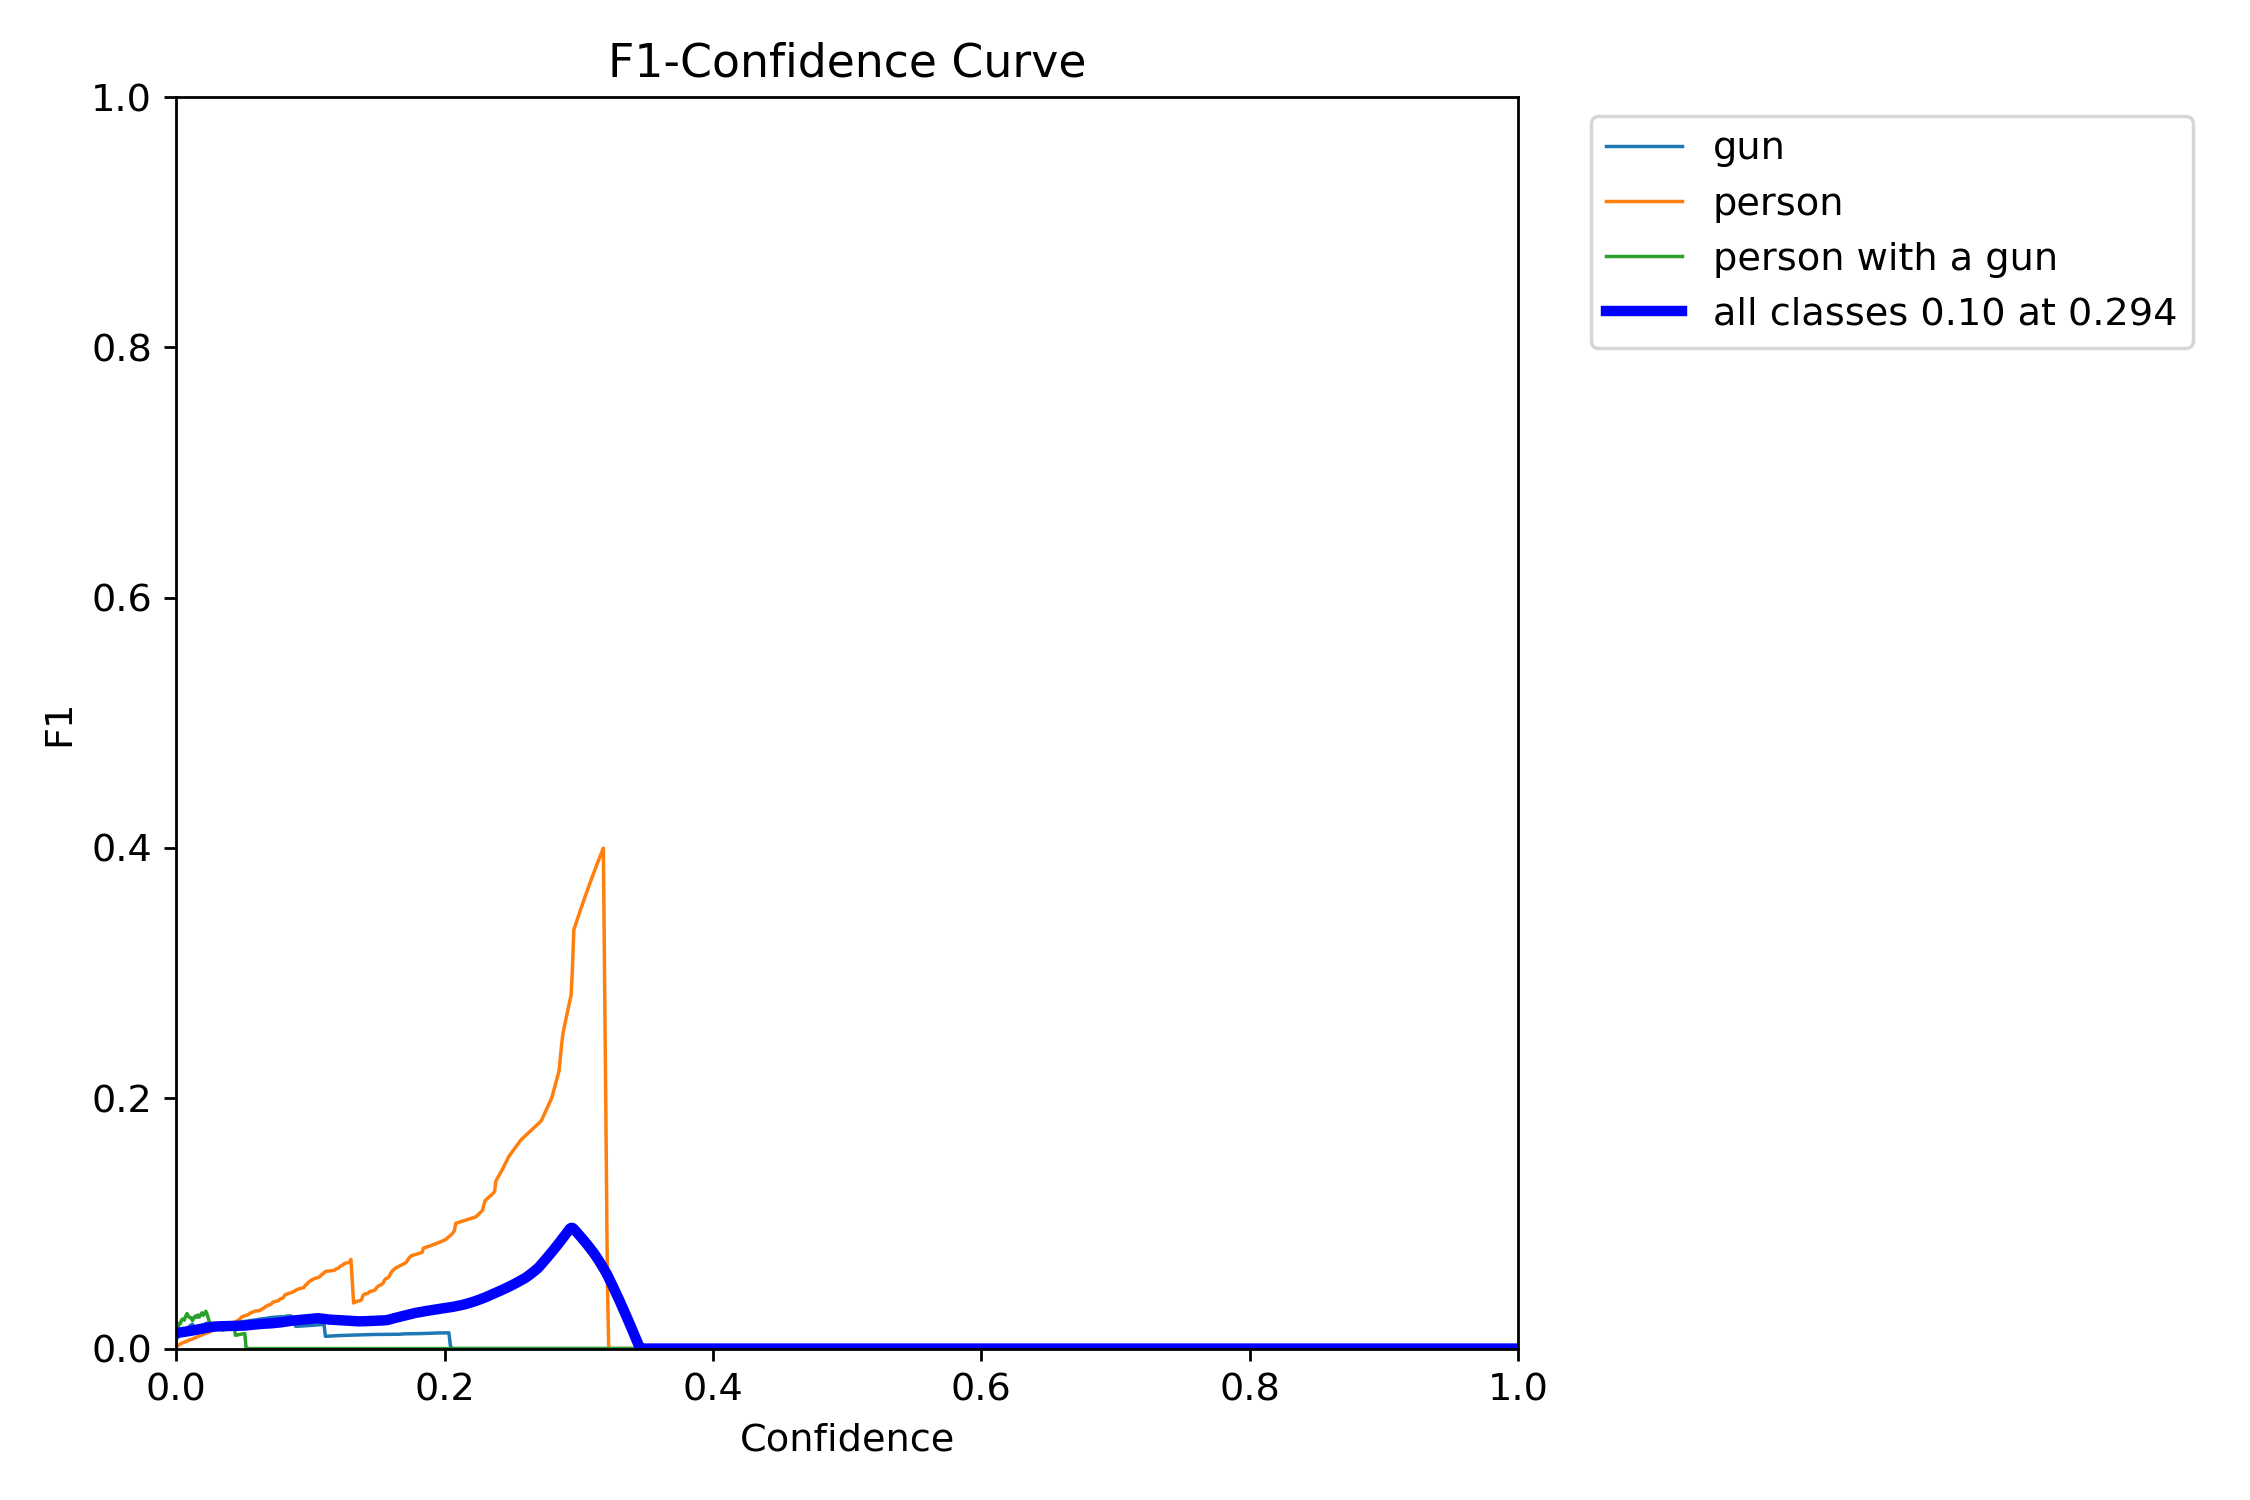 F1-Confidence Curve
1.0
0.8
0.6
0.4
0.2
0.0
F1
0.0 0.2 0.4 0.6 0.8 1.0
Confidence
gun
person
person with a gun
all classes 0.10 at 0.294